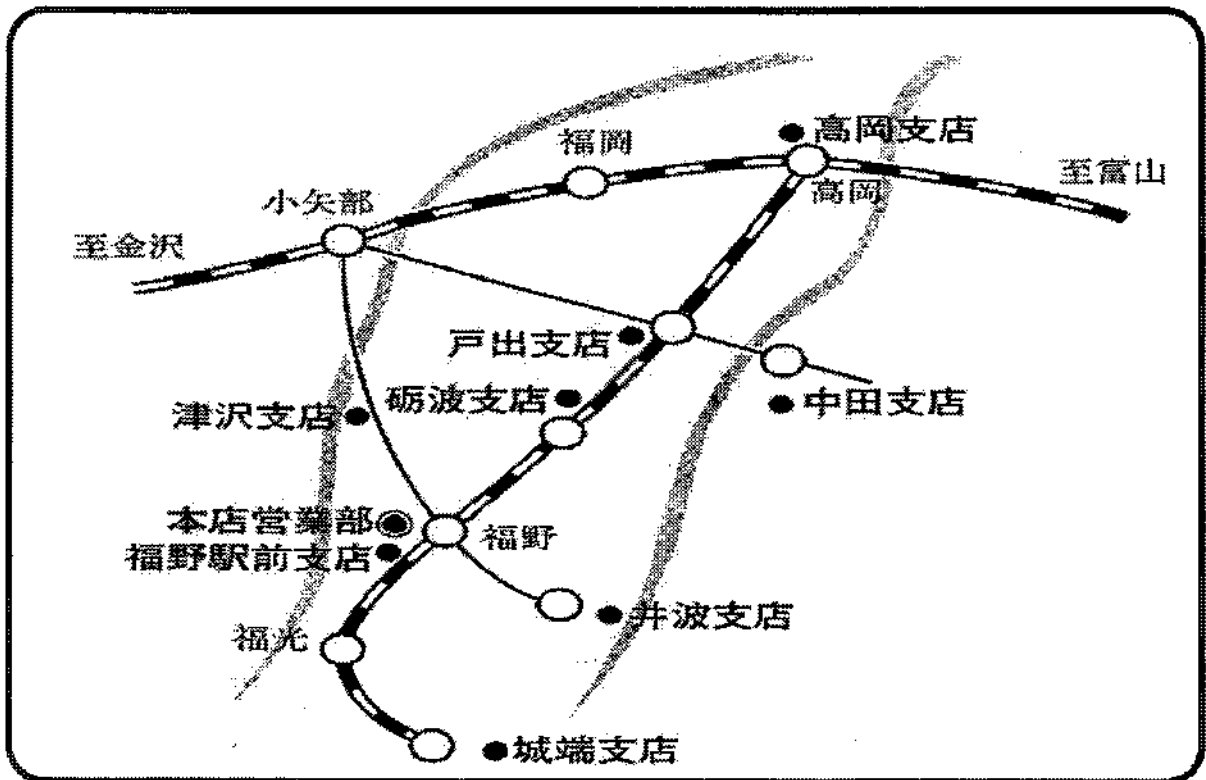 高岡支店
福岡
至富山
高岡
小矢部
至金沢
戸出支店
砺波支店
中田支店
津沢支店
本店営業部
福野
福野駅前支店
井波支店
福光
城端支店